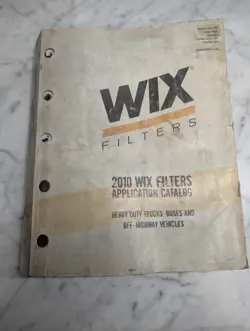 WIX®
FILTERS
2010 WIX FILTERS
APPLICATION CATALOG
HEAVY DUTY TRUCKS, BUSES AND
OFF-HIGHWAY VEHICLES